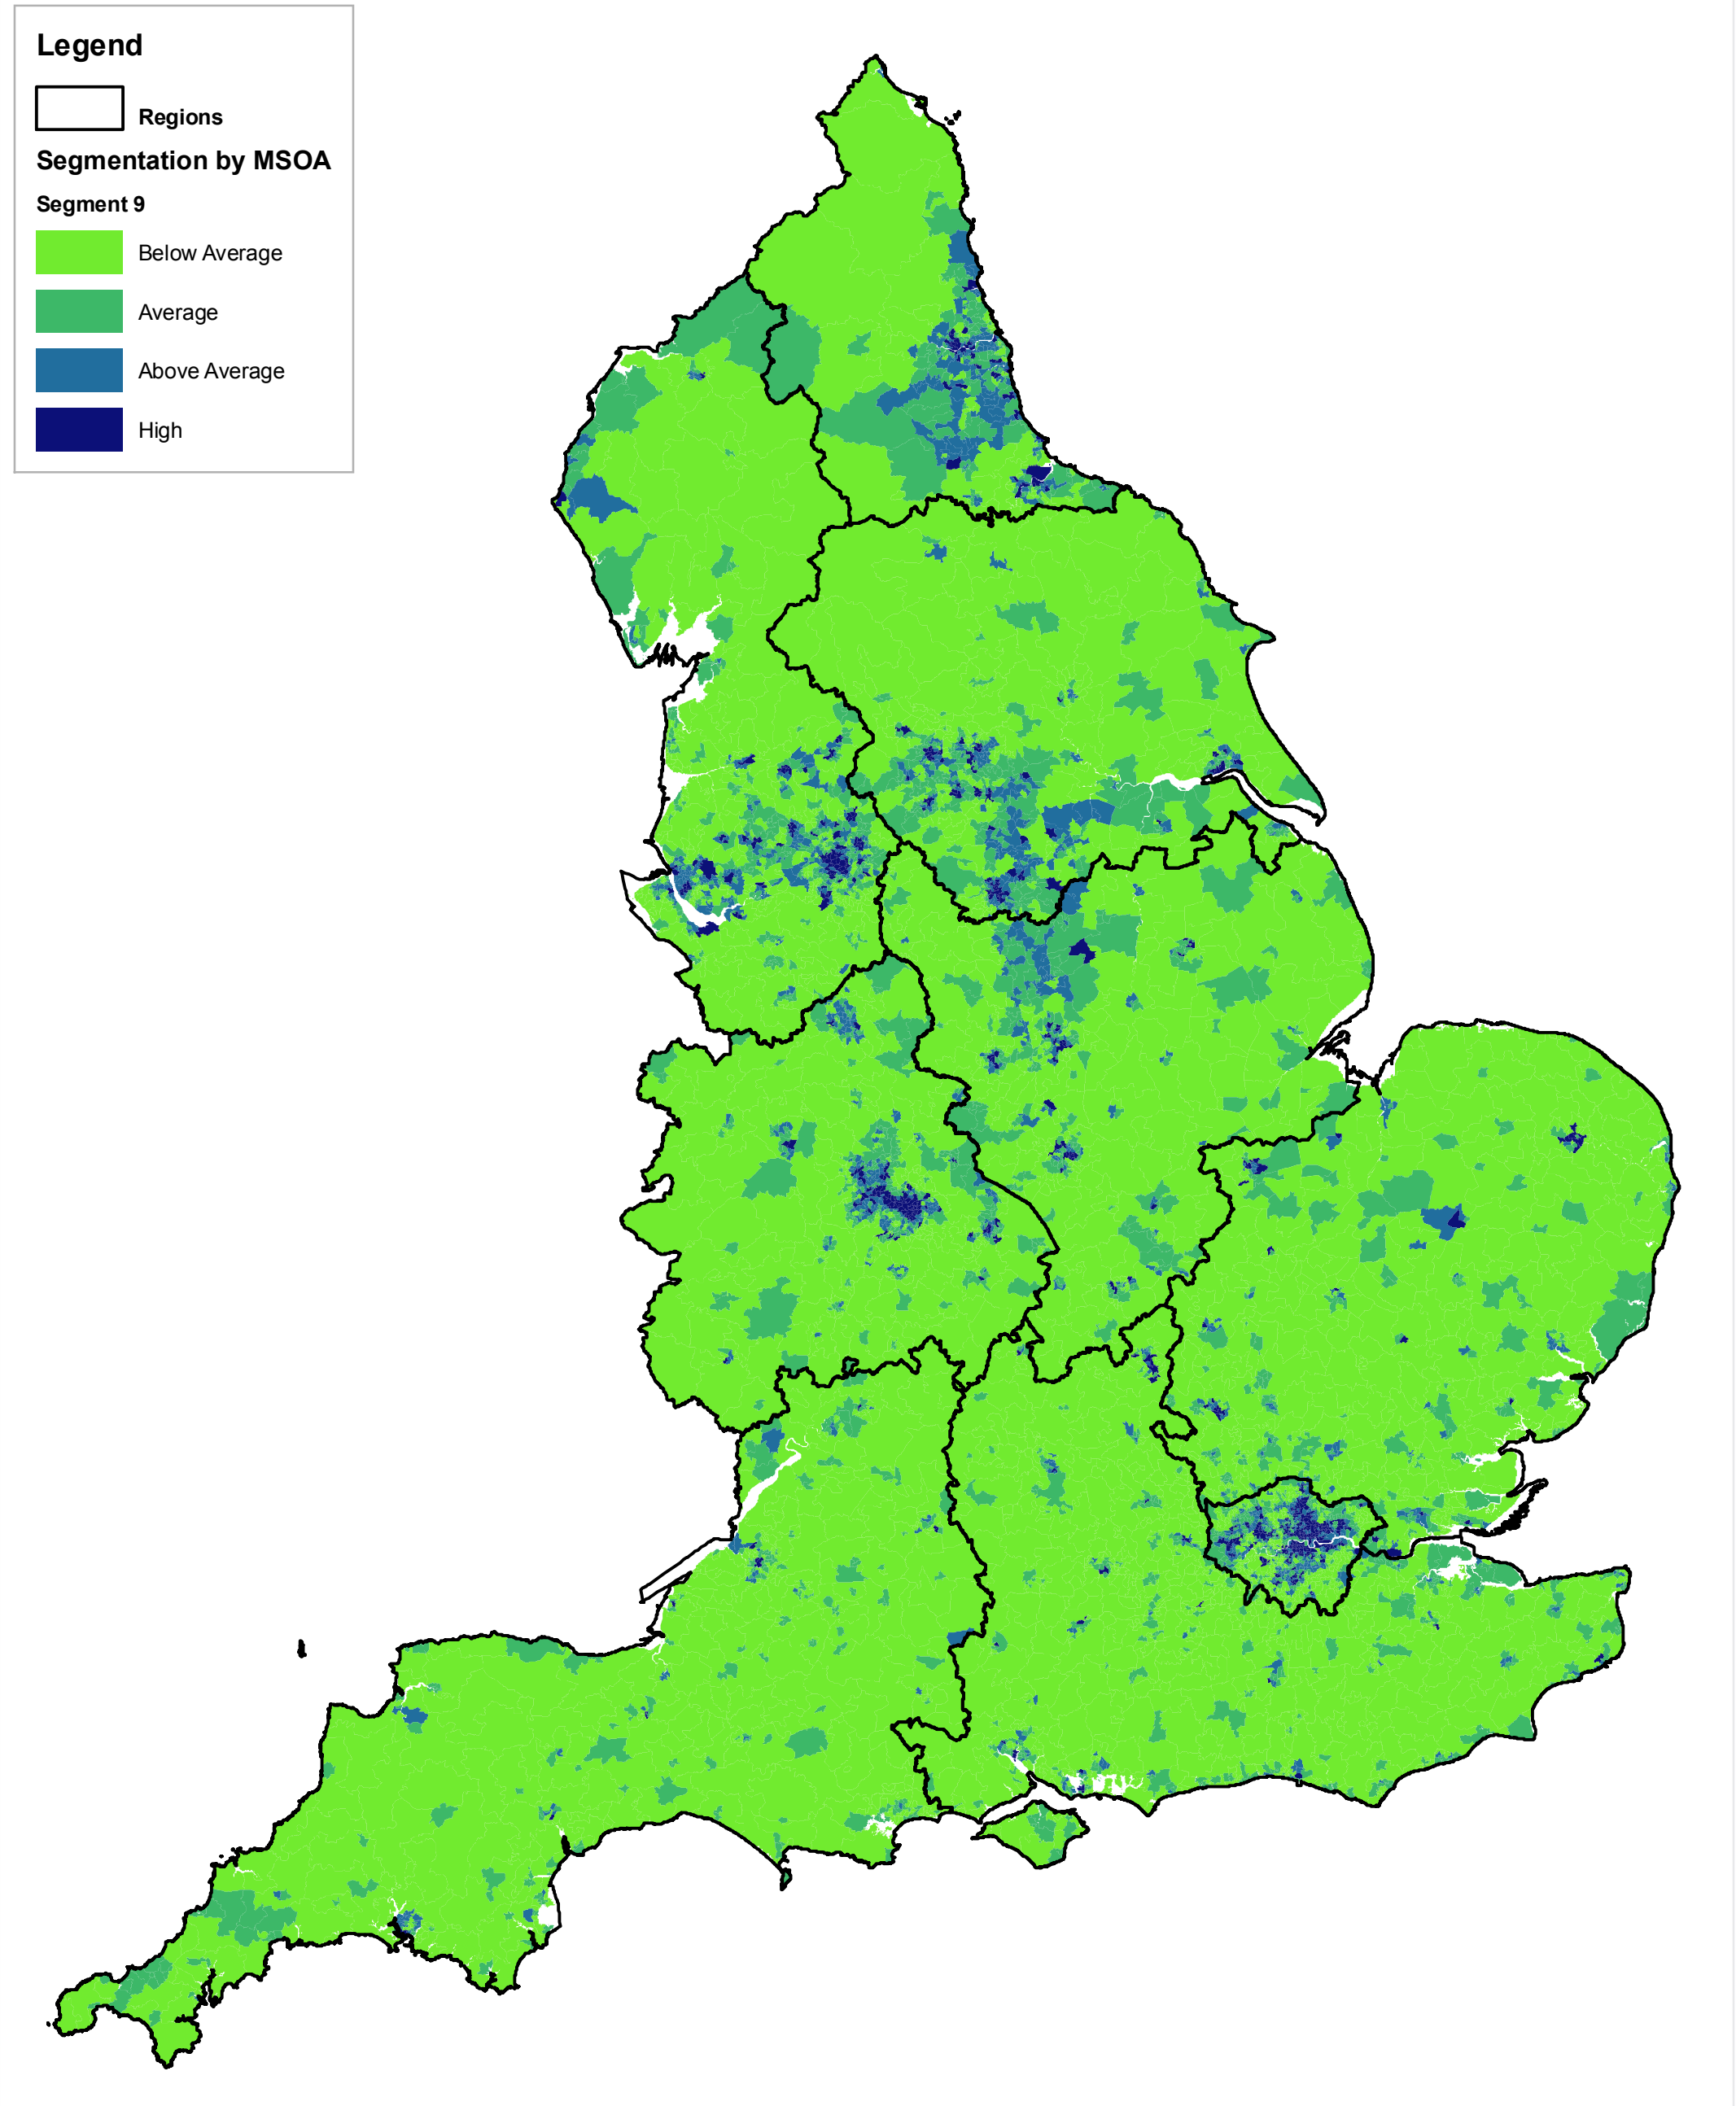 Legend
Regions
Segmentation by MSOA
Segment 9
Below Average
Average
Above Average
High